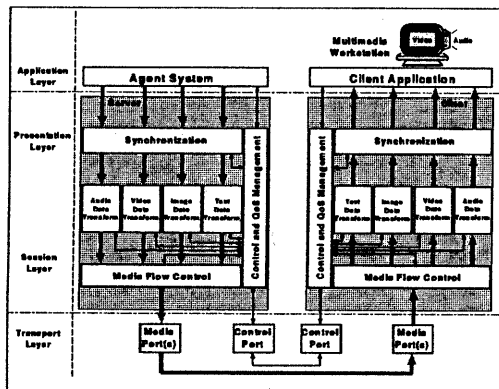 Multimedia
Workstation
Video
Audio
Application
Layer
Agent System
Client Application
Server
Client
Presentation
Layer
Synchronization
Synchronization
Control and QoS Management
Control and QoS Management
Audio
Data
Transform
Video
Data
Transform
Image
Data
Transform
Text
Data
Transform
Text
Data
Transform
Image
Data
Transform
Video
Data
Transform
Audio
Data
Transform
Session
Layer
Media Flow Control
Media Flow Control
Transport
Layer
Media
Port(s)
Control
Port
Control
Port
Media
Port(s)